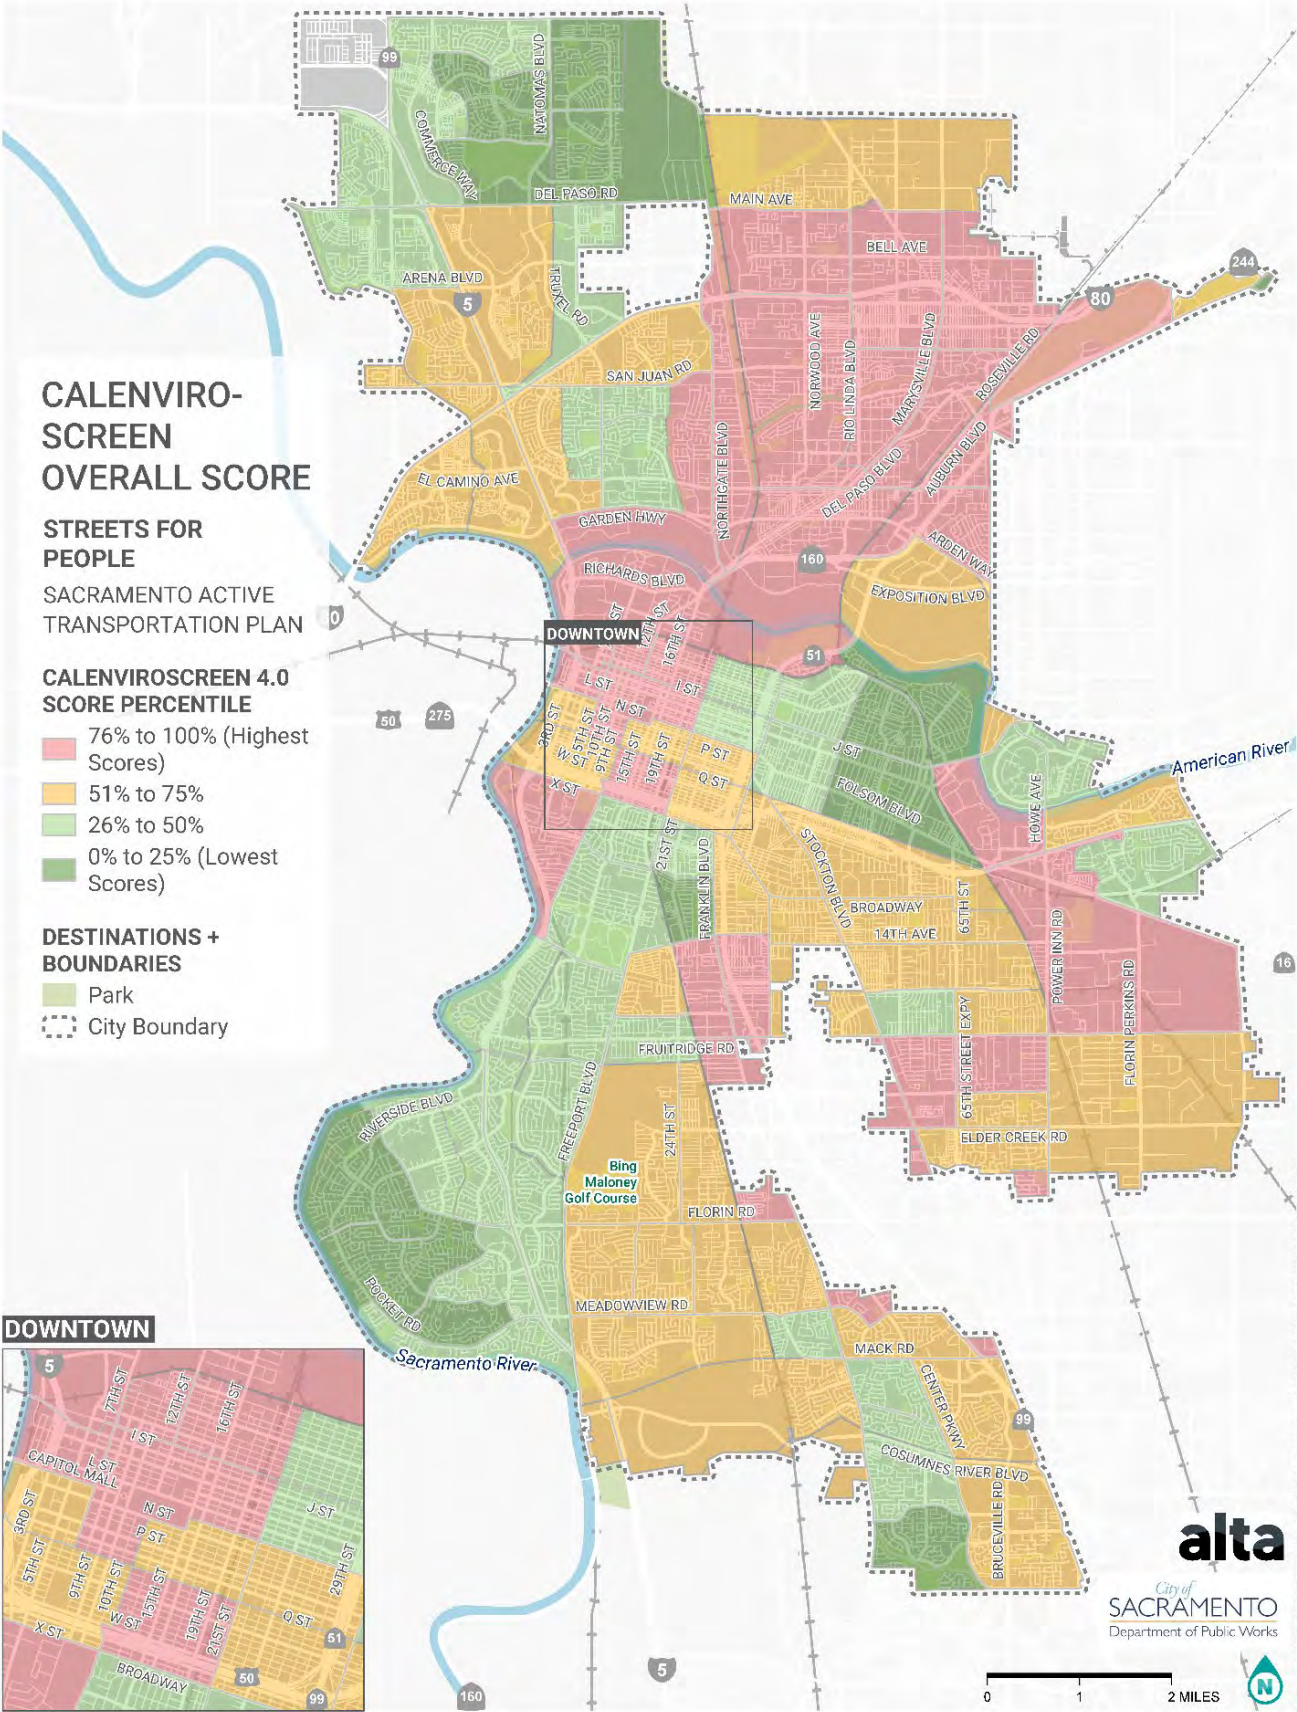 CALENVIRO-
SCREEN
OVERALL SCORE
STREETS FOR
PEOPLE
SACRAMENTO ACTIVE
TRANSPORTATION PLAN
CALENVIROSCREEN 4.0
SCORE PERCENTILE
76% to 100% (Highest
Scores)
51% to 75%
26% to 50%
0% to 25% (Lowest
Scores)
DESTINATIONS +
BOUNDARIES
Park
City Boundary
99
NATOMAS BLVD
COMMERCE WAY
DEL PASO RD
MAIN AVE
BELL AVE
244
ARENA BLVD
TRUXEL RD
5
80
NORWOOD AVE
RIO LINDA BLVD
MARYSVILLE BLVD
ROSEVILLE RD
SAN JUAN RD
NORTHGATE BLVD
DEL PASO BLVD
AUBURN BLVD
EL CAMINO AVE
GARDEN HWY
160
ARDEN WAY
RICHARDS BLVD
EXPOSITION BLVD
12TH ST
16TH ST
DOWNTOWN
51
L ST
I ST
N ST
50
275
3RD ST
5TH ST
10TH ST
9TH ST
15TH ST
19TH ST
W ST
X ST
P ST
Q ST
J ST
FOLSOM BLVD
American River
HOWE AVE
21ST ST
FRANKLIN BLVD
STOCKTON BLVD
BROADWAY
65TH ST
14TH AVE
POWER INN RD
FLORIN PERKINS RD
16
65TH STREET EXPY
FRUITRIDGE RD
FREEPORT BLVD
RIVERSIDE BLVD
24TH ST
ELDER CREEK RD
Bing
Maloney
Golf Course
FLORIN RD
POCKET RD
MEADOWVIEW RD
Sacramento River
MACK RD
CENTER PKWY
99
COSUMNES RIVER BLVD
BRUCEVILLE RD
160
5
DOWNTOWN
5
7TH ST
12TH ST
16TH ST
I ST
L ST
CAPITOL MALL
N ST
J ST
3RD ST
P ST
5TH ST
9TH ST
10TH ST
15TH ST
19TH ST
21ST ST
29TH ST
W ST
Q ST
X ST
51
BROADWAY
50
99
alta
City of
SACRAMENTO
Department of Public Works
0 1 2 MILES
N